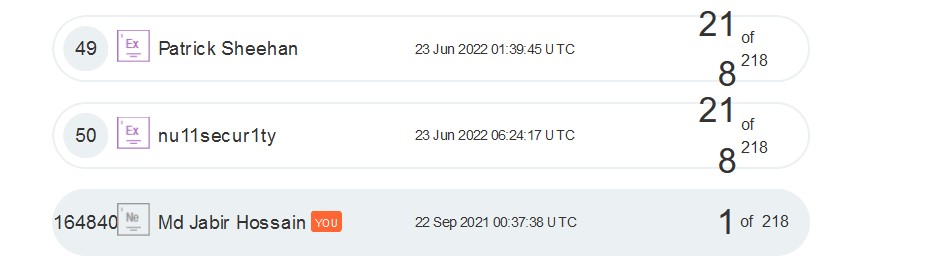 49 Ex Patrick Sheehan 23 Jun 2022 01:39:45 UTC 218 of 218
50 Ex nu11secur1ty 23 Jun 2022 06:24:17 UTC 218 of 218
164840 Ne Md Jabir Hossain YOU 22 Sep 2021 00:37:38 UTC 1 of 218